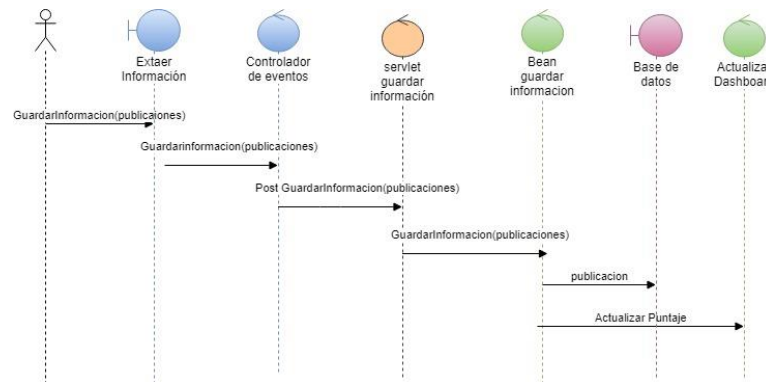 Extaer
Información
Controlador
de eventos
servlet
guardar
información
Bean
guardar
informacion
Base de
datos
Actualiza
Dashboar
GuardarInformacion(publicaiones)
Guardarinformacion(publicaciones)
Post GuardarInformacion(publicaciones)
GuardarInformacion(publicaciones)
publicacion
Actualizar Puntaje